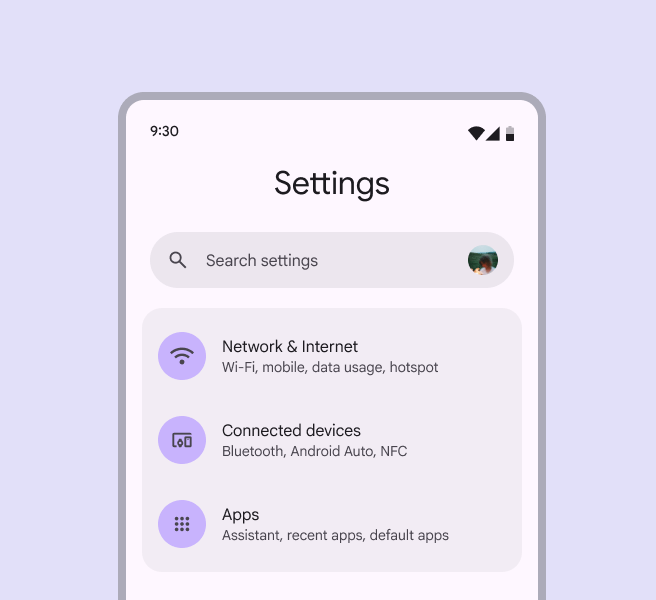 9:30
Settings
Search settings
Network & Internet
Wi-Fi, mobile, data usage, hotspot
Connected devices
Bluetooth, Android Auto, NFC
Apps
Assistant, recent apps, default apps